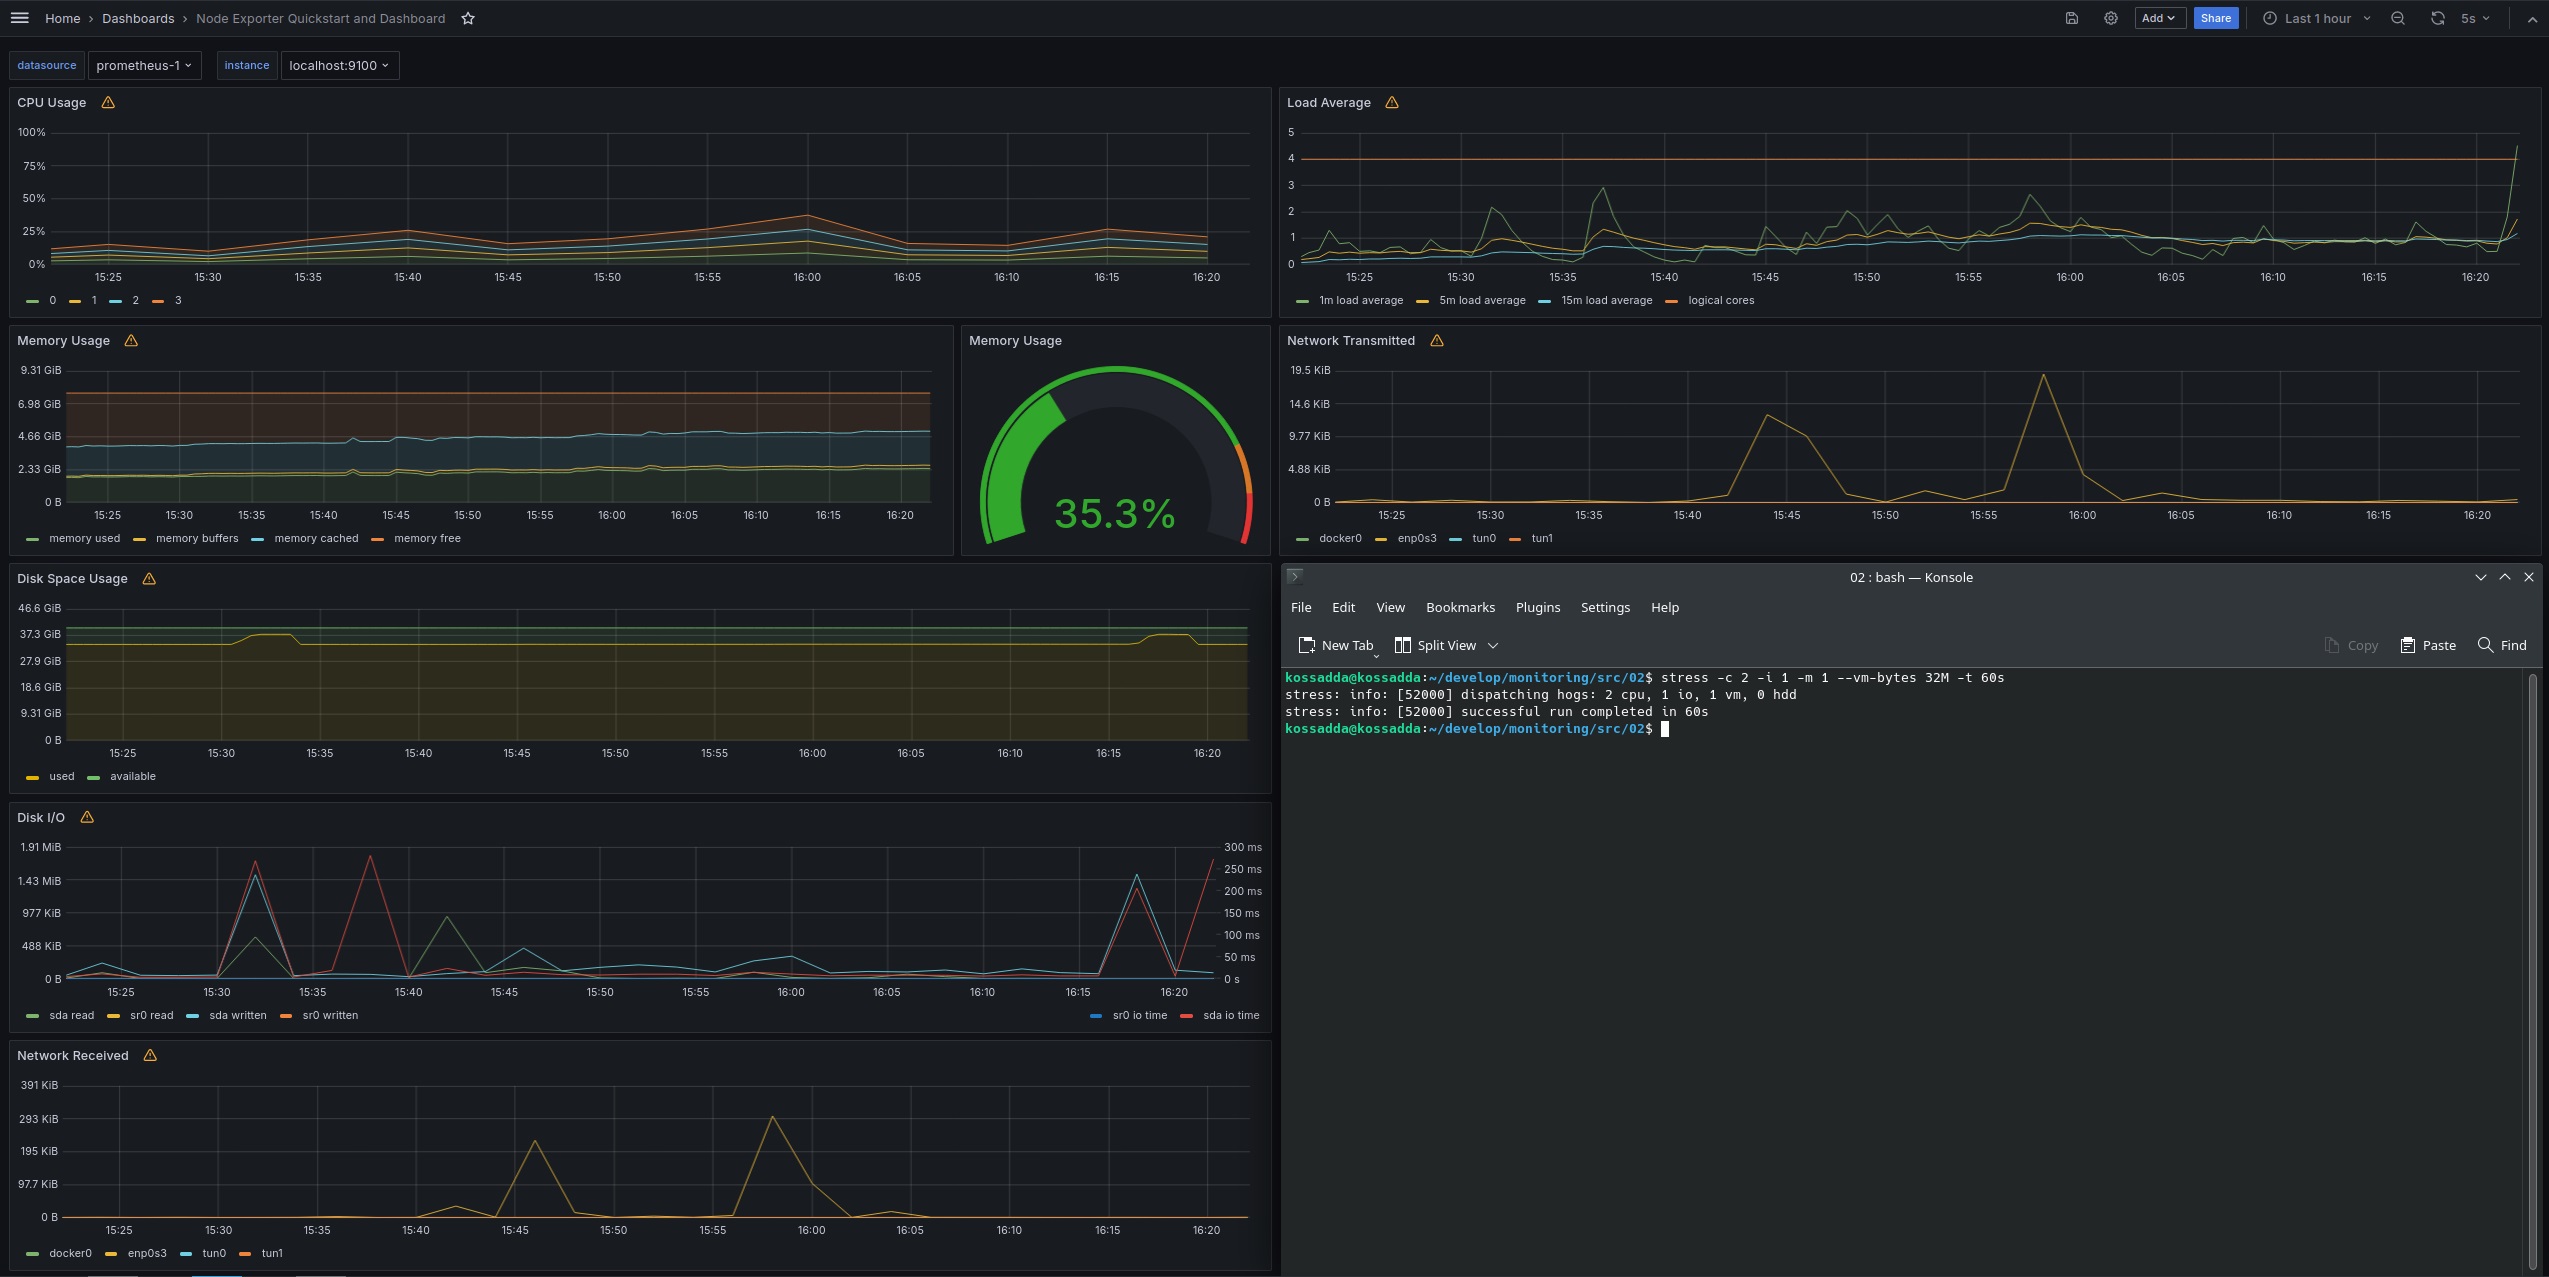 Home › Dashboards › Node Exporter Quickstart and Dashboard
Add Share Last 1 hour 5s
datasource prometheus-1 instance localhost:9100
CPU Usage
100%
75%
50%
25%
0%
15:25 15:30 15:35 15:40 15:45 15:50 15:55 16:00 16:05 16:10 16:15 16:20
0 1 2 3
Load Average
5
4
3
2
1
0
15:25 15:30 15:35 15:40 15:45 15:50 15:55 16:00 16:05 16:10 16:15 16:20
1m load average 5m load average 15m load average logical cores
Memory Usage
9.31 GiB
6.98 GiB
4.66 GiB
2.33 GiB
0 B
15:25 15:30 15:35 15:40 15:45 15:50 15:55 16:00 16:05 16:10 16:15 16:20
memory used memory buffers memory cached memory free
Memory Usage
35.3%
Network Transmitted
19.5 KiB
14.6 KiB
9.77 KiB
4.88 KiB
0 B
15:25 15:30 15:35 15:40 15:45 15:50 15:55 16:00 16:05 16:10 16:15 16:20
docker0 enp0s3 tun0 tun1
Disk Space Usage
46.6 GiB
37.3 GiB
27.9 GiB
18.6 GiB
9.31 GiB
0 B
15:25 15:30 15:35 15:40 15:45 15:50 15:55 16:00 16:05 16:10 16:15 16:20
used available
02 : bash — Konsole
File Edit View Bookmarks Plugins Settings Help
New Tab Split View Copy Paste Find
kossadda@kossadda:~/develop/monitoring/src/02$ stress -c 2 -i 1 -m 1 --vm-bytes 32M -t 60s
stress: info: [52000] dispatching hogs: 2 cpu, 1 io, 1 vm, 0 hdd
stress: info: [52000] successful run completed in 60s
kossadda@kossadda:~/develop/monitoring/src/02$
Disk I/O
1.91 MiB 300 ms
250 ms
1.43 MiB 200 ms
977 KiB 150 ms
488 KiB 100 ms
50 ms
0 B 0 s
15:25 15:30 15:35 15:40 15:45 15:50 15:55 16:00 16:05 16:10 16:15 16:20
sda read sr0 read sda written sr0 written sr0 io time sda io time
Network Received
391 KiB
293 KiB
195 KiB
97.7 KiB
0 B
15:25 15:30 15:35 15:40 15:45 15:50 15:55 16:00 16:05 16:10 16:15 16:20
docker0 enp0s3 tun0 tun1